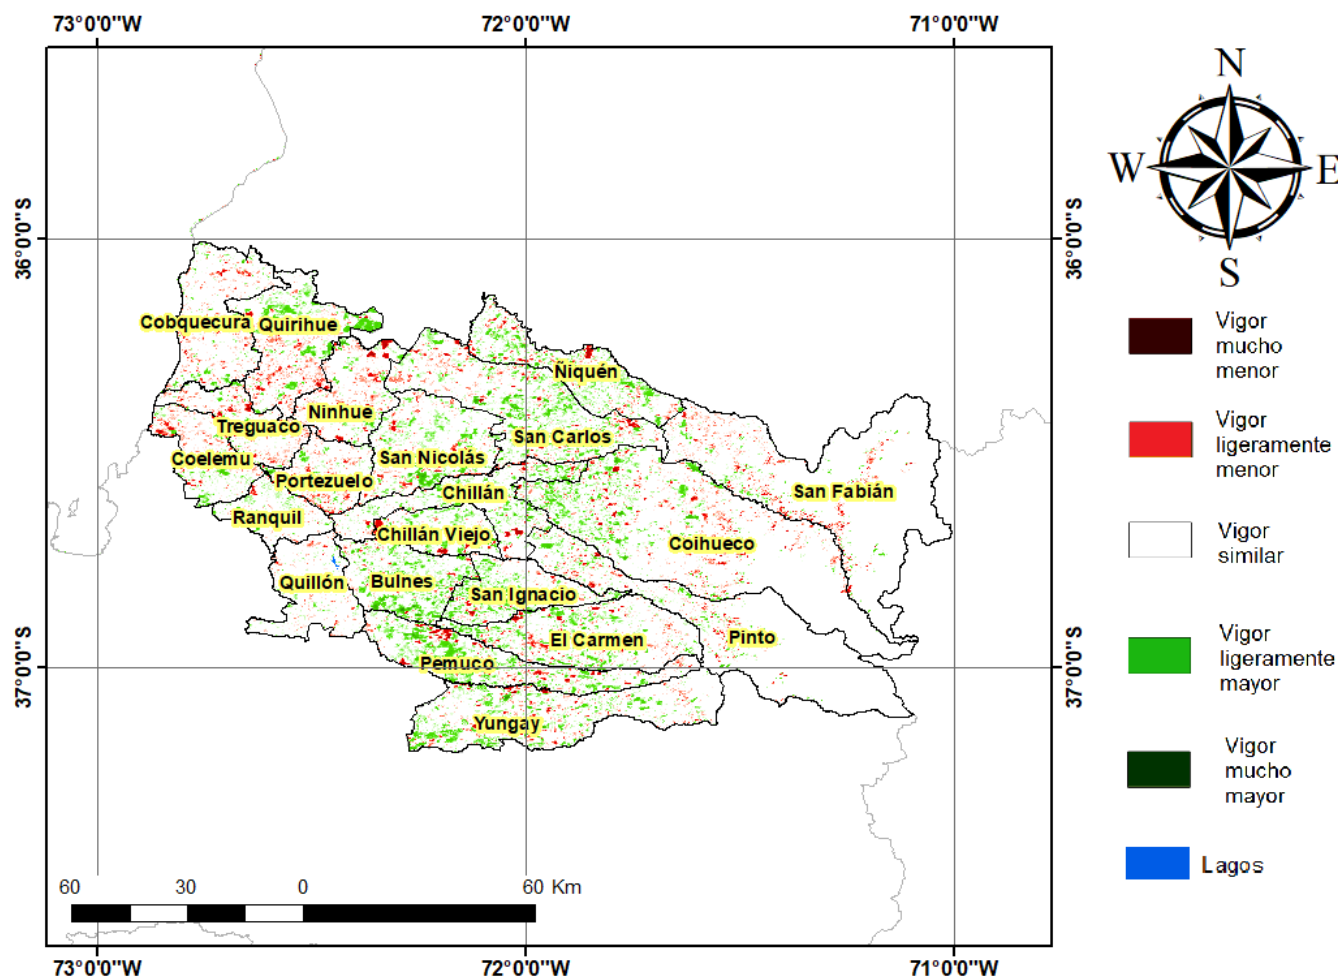 73°0'0"W 72°0'0"W 71°0'0"W
N
W E
S
36°0'0"S 36°0'0"S
Vigor
mucho
menor
Cobquecura Quirihue
Ñiquén
Vigor
ligeramente
menor
Ninhue
Treguaco
San Carlos
Coelemu
San Nicolás
Portezuelo
Chillán
San Fabián
Ranquil
Chillán Viejo
Coihueco
Vigor
similar
Quillón
Bulnes
San Ignacio
El Carmen
Pinto
Pemuco
Vigor
ligeramente
mayor
37°0'0"S 37°0'0"S
Yungay
Vigor
mucho
mayor
Lagos
60 30 0 60 Km
73°0'0"W 72°0'0"W 71°0'0"W